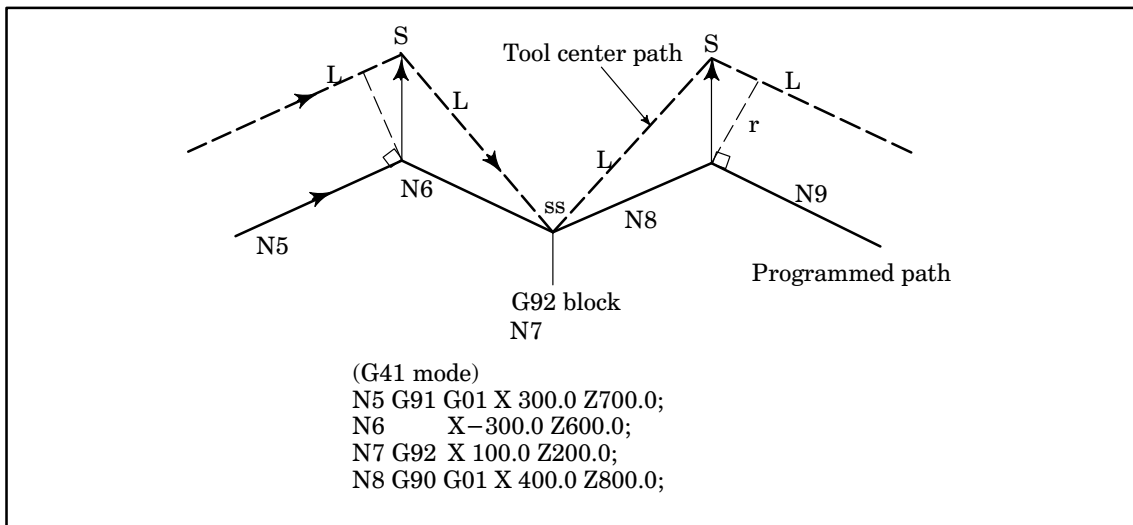 S
S
Tool center path
L
L
L
L
r
N6
ss
N8
N9
N5
Programmed path
G92 block
N7
(G41 mode)
N5 G91 G01 X 300.0 Z700.0;
N6 X−300.0 Z600.0;
N7 G92 X 100.0 Z200.0;
N8 G90 G01 X 400.0 Z800.0;